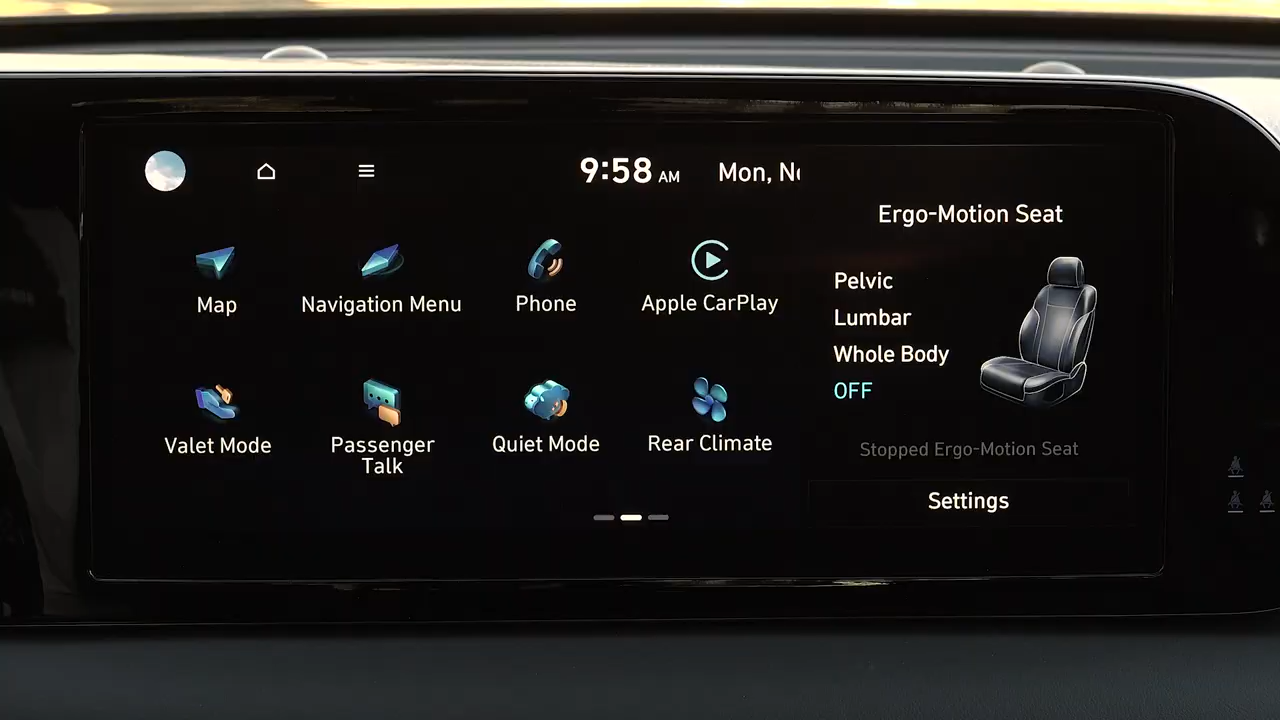 9:58 AM Mon, No
Ergo-Motion Seat
Map
Navigation Menu
Phone
Apple CarPlay
Pelvic
Lumbar
Whole Body
OFF
Valet Mode
Passenger
Talk
Quiet Mode
Rear Climate
Stopped Ergo-Motion Seat
Settings